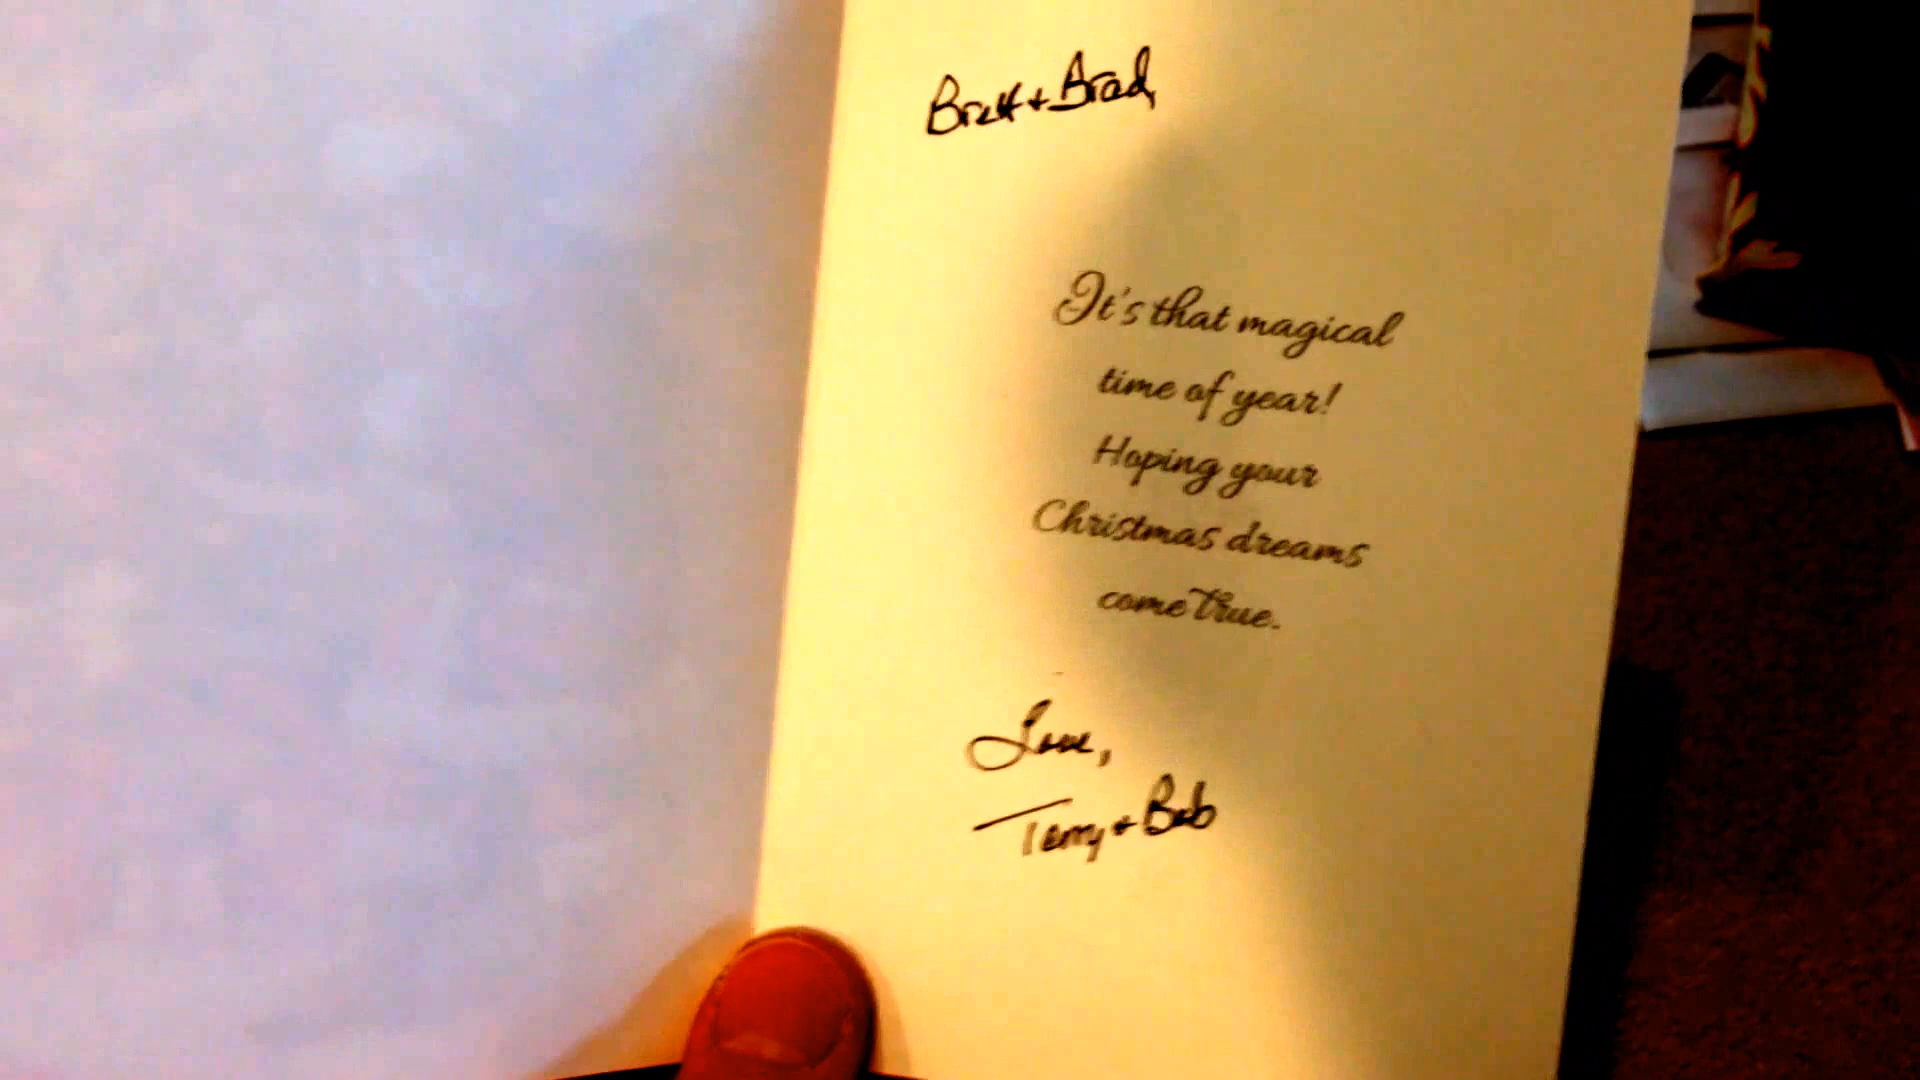 Brett + Brad,
It's that magical
time of year!
Hoping your
Christmas dreams
come true.
Love,
Terry + Bob